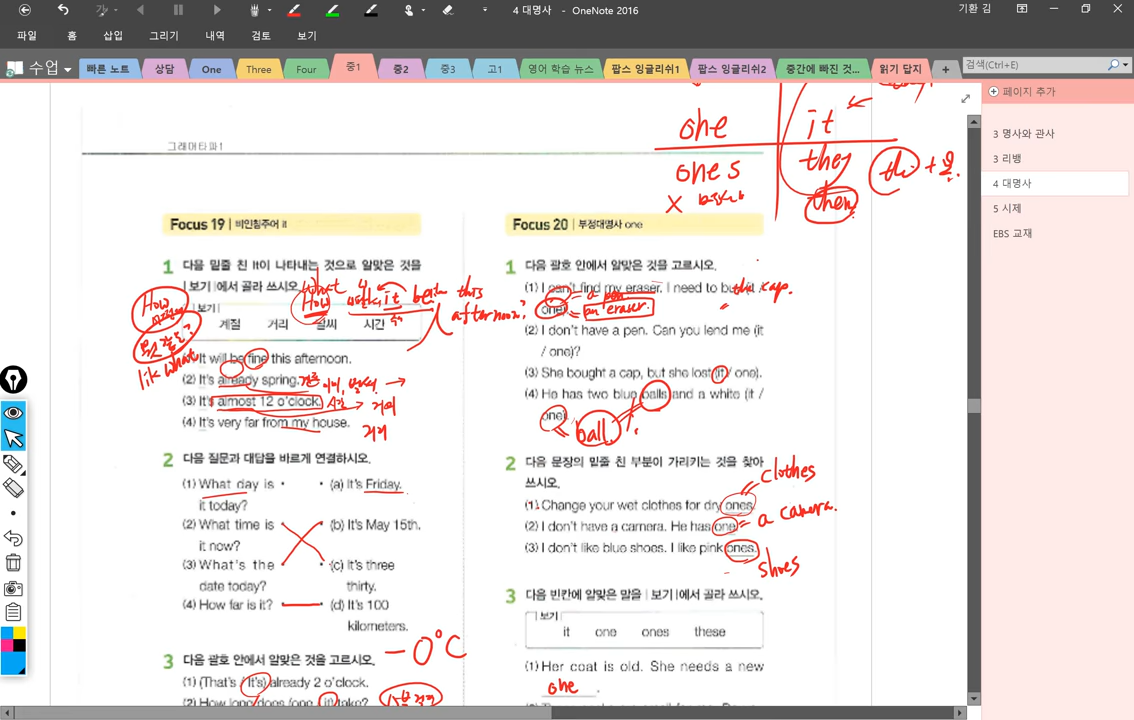 4 대명사 - OneNote 2016
기환 김
파일 홈 삽입 그리기 내역 검토 보기
수업 빠른 노트 상담 One Three Four 중1 중2 중3 고1 영어 학습 뉴스 팝스 잉글리쉬1 팝스 잉글리쉬2 중간에 빠진 것... 읽기 답지 + 검색(Ctrl+E)
페이지 추가
3 명사와 관사
3 리뱅
4 대명사
5 시제
EBS 교재
one it
ones they
them
그래머타파1
Focus 19 | 비인칭주어 it
1 다음 밑줄 친 It이 나타내는 것으로 알맞은 것을
| 보기 |에서 골라 쓰시오.
what
How it
this
afternoon?
How
like what
보기
계절 거리 날씨 시간
(1) It will be fine this afternoon.
(2) It's already spring.
(3) It's almost 12 o'clock. 시간
(4) It's very far from my house. 거리
2 다음 질문과 대답을 바르게 연결하시오.
(1) What day is • • (a) It's Friday.
it today?
(2) What time is • (b) It's May 15th.
it now?
(3) What's the • (c) It's three
date today? thirty.
(4) How far is it? • (d) It's 100
kilometers.
-0°C
3 다음 괄호 안에서 알맞은 것을 고르시오.
(1) (That's / It's) already 2 o'clock.
(2) How long does (one / it) take?
Focus 20 | 부정대명사 one
1 다음 괄호 안에서 알맞은 것을 고르시오.
(1) I can't find my eraser. I need to buy (it /
one).
= a pen
eraser.
cap.
(2) I don't have a pen. Can you lend me (it
/ one)?
(3) She bought a cap, but she lost (it / one).
(4) He has two blue balls and a white (it /
one).
= ball
2 다음 문장의 밑줄 친 부분이 가리키는 것을 찾아
쓰시오.
clothes
(1) Change your wet clothes for dry ones.
(2) I don't have a camera. He has one. = a camera.
(3) I don't like blue shoes. I like pink ones.
shoes
3 다음 빈칸에 알맞은 말을 | 보기 |에서 골라 쓰시오.
보기
it one ones these
(1) Her coat is old. She needs a new
one .